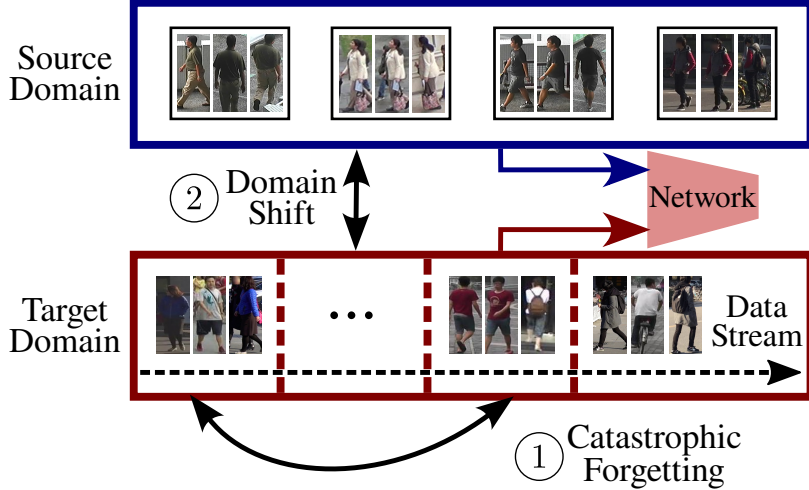 Source
Domain
2 Domain
Shift
Network
Target
Domain
...
Data
Stream
1 Catastrophic
Forgetting